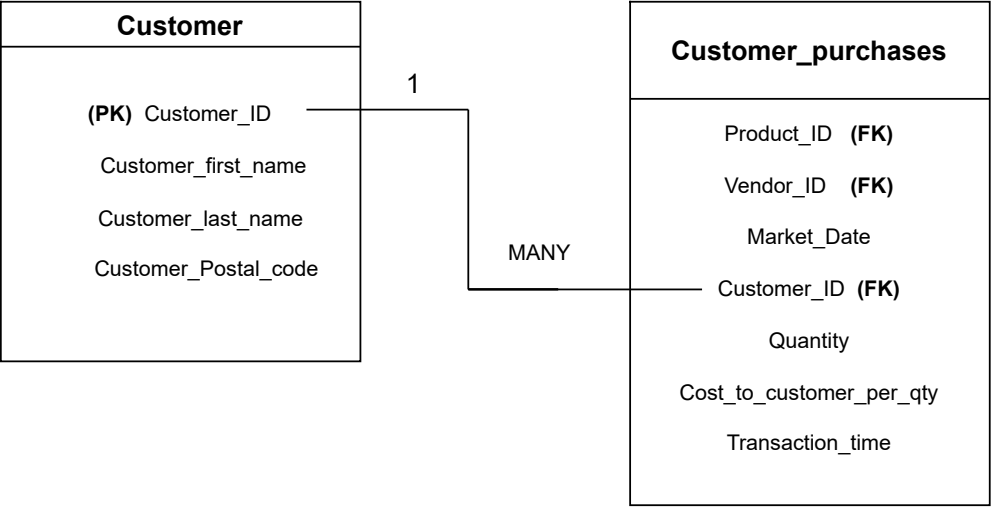 Customer
(PK) Customer_ID
Customer_first_name
Customer_last_name
Customer_Postal_code
1
MANY
Customer_purchases
Product_ID (FK)
Vendor_ID (FK)
Market_Date
Customer_ID (FK)
Quantity
Cost_to_customer_per_qty
Transaction_time